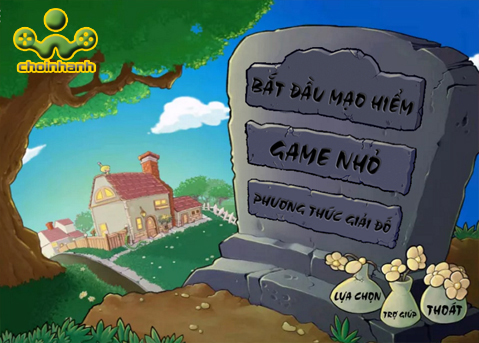 choinhanh
BẮT ĐẦU MẠO HIỂM
GAME NHỎ
PHƯƠNG THỨC GIẢI ĐỐ
LỰA CHỌN
TRỢ GIÚP
THOÁT